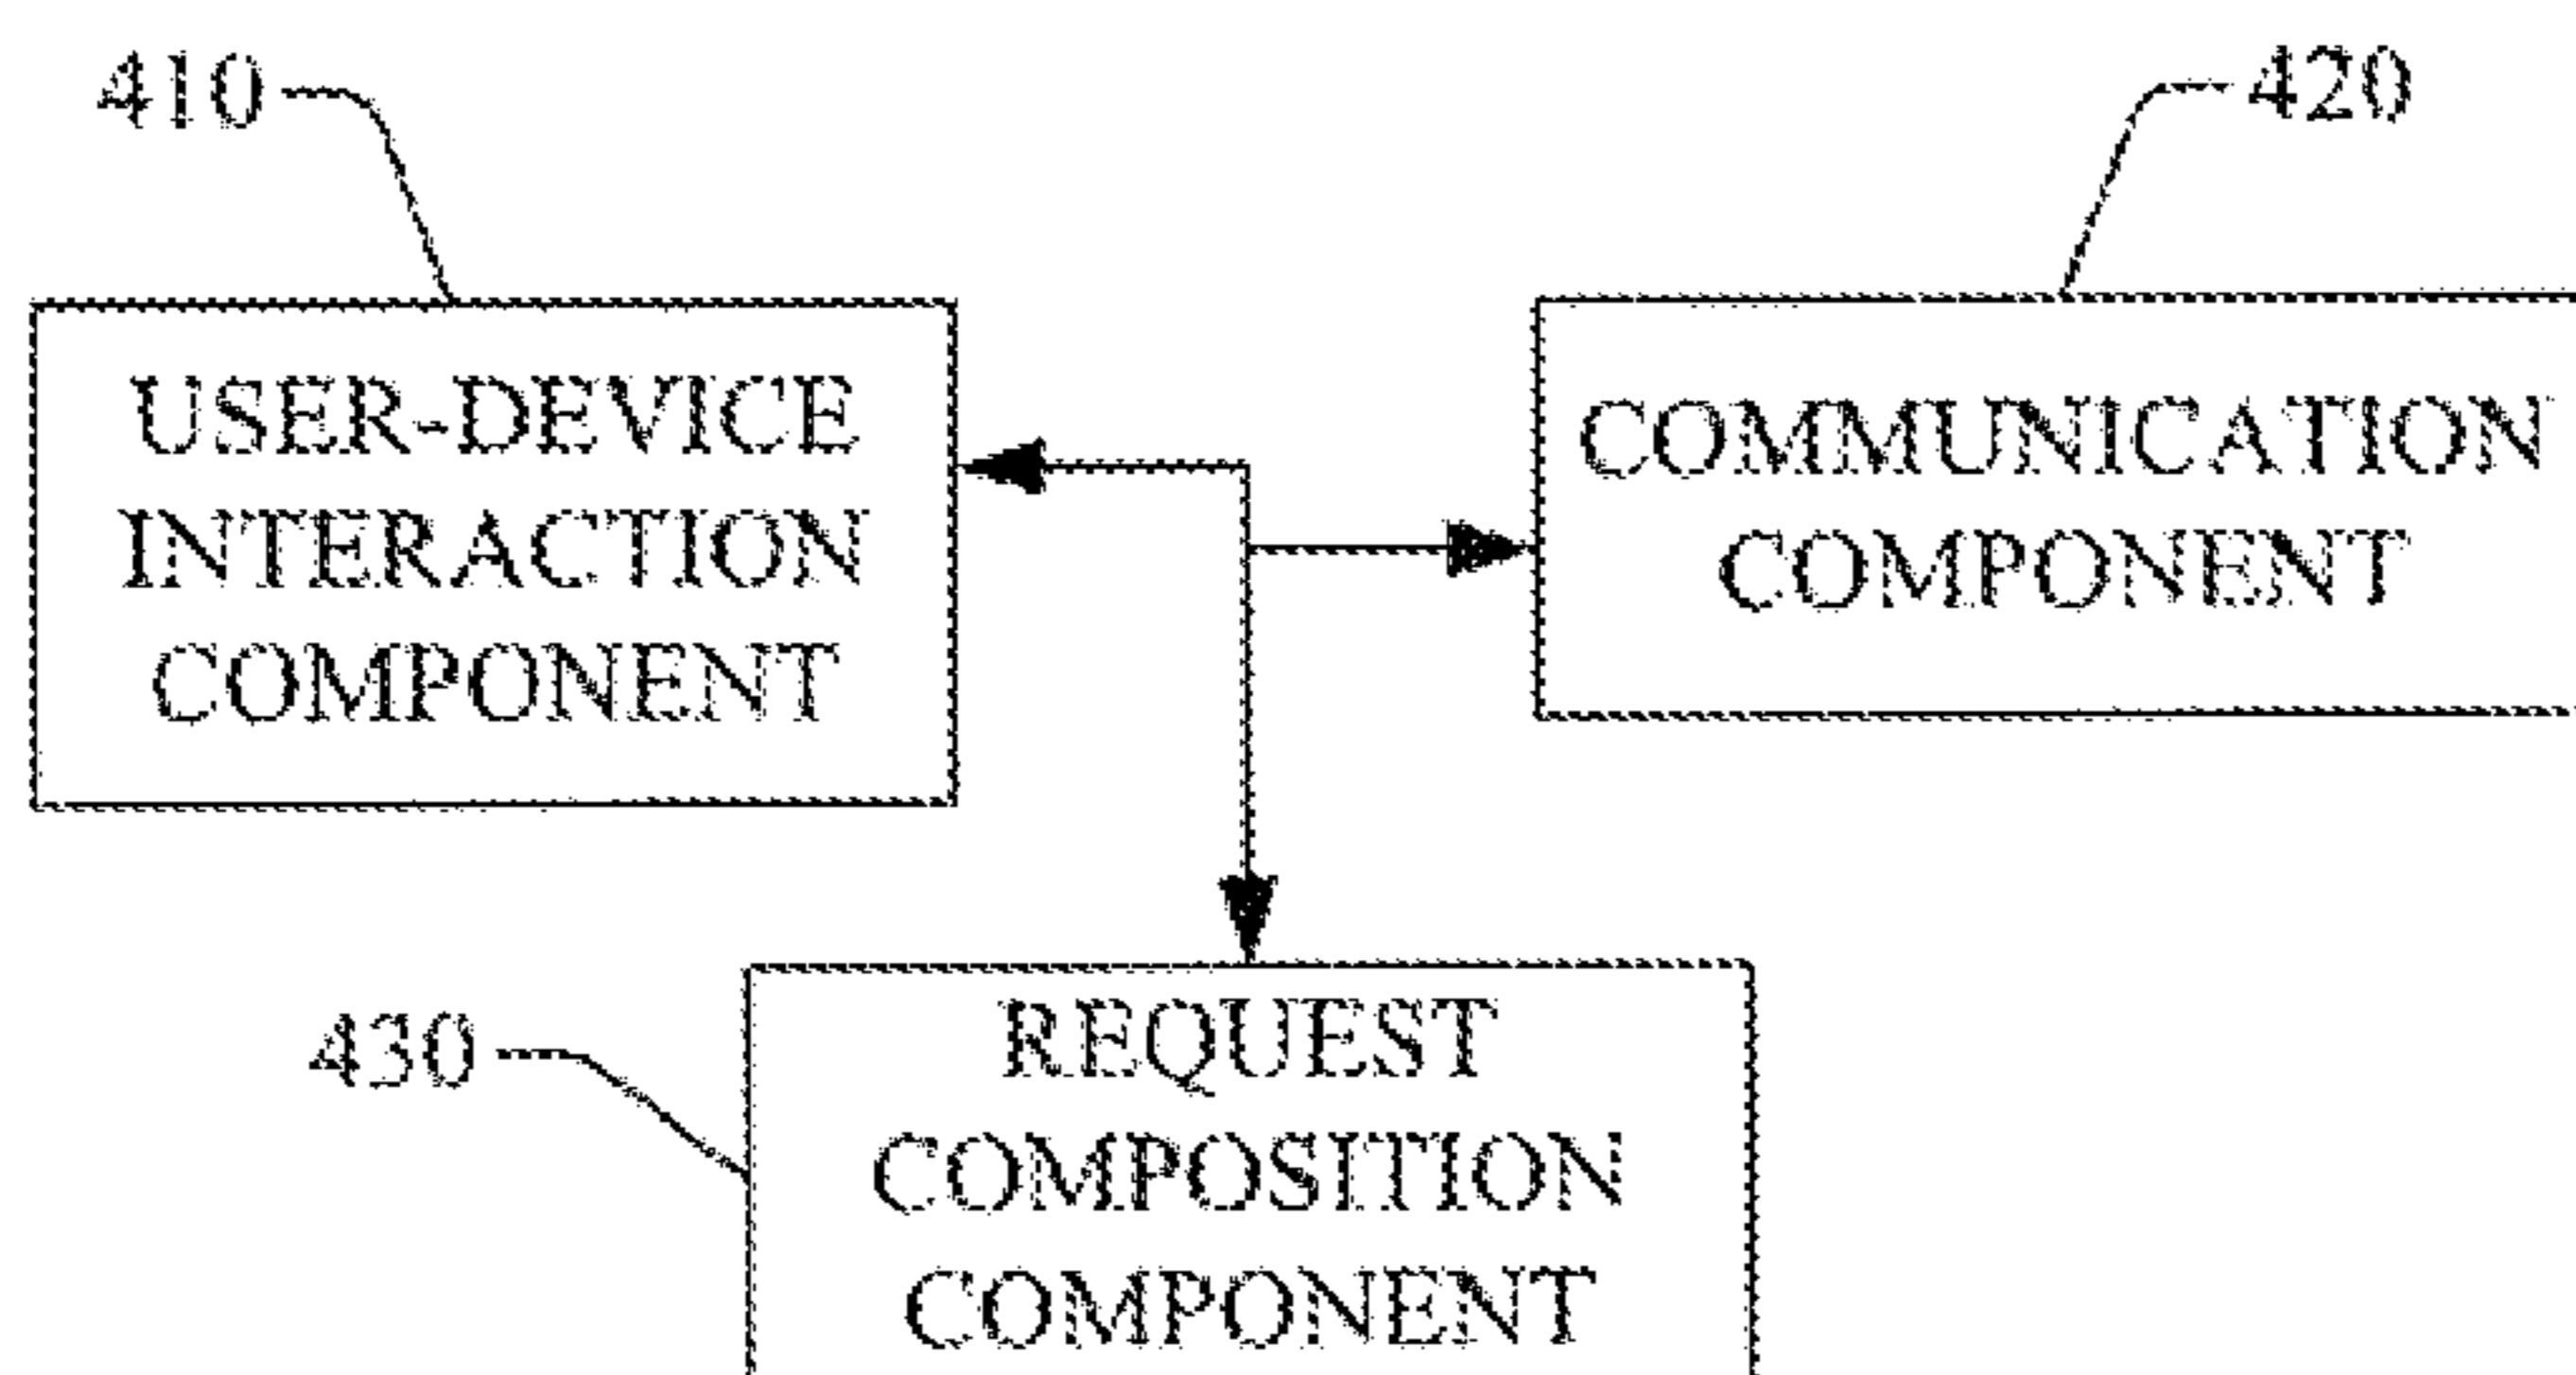 410
420
USER-DEVICE
INTERACTION
COMPONENT
COMMUNICATION
COMPONENT
430
REQUEST
COMPOSITION
COMPONENT